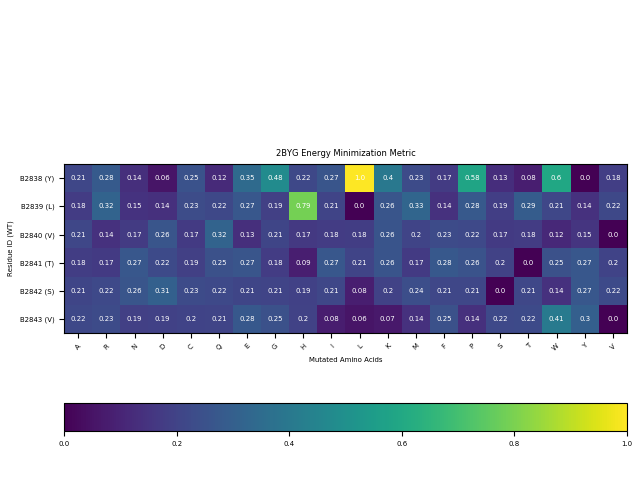 2BYG Energy Minimization Metric
Residue ID (WT)
B2838 (Y) 0.21 0.28 0.14 0.06 0.25 0.12 0.35 0.48 0.22 0.27 1.0 0.4 0.23 0.17 0.58 0.13 0.08 0.6 0.0 0.18
B2839 (L) 0.18 0.32 0.15 0.14 0.23 0.22 0.27 0.19 0.79 0.21 0.0 0.26 0.33 0.14 0.28 0.19 0.29 0.21 0.14 0.22
B2840 (V) 0.21 0.14 0.17 0.26 0.17 0.32 0.13 0.21 0.17 0.18 0.18 0.26 0.2 0.23 0.22 0.17 0.18 0.12 0.15 0.0
B2841 (T) 0.18 0.17 0.27 0.22 0.19 0.25 0.27 0.18 0.09 0.27 0.21 0.26 0.17 0.28 0.26 0.2 0.0 0.25 0.27 0.2
B2842 (S) 0.21 0.22 0.26 0.31 0.23 0.22 0.21 0.21 0.19 0.21 0.08 0.2 0.24 0.21 0.21 0.0 0.21 0.14 0.27 0.22
B2843 (V) 0.22 0.23 0.19 0.19 0.2 0.21 0.28 0.25 0.2 0.08 0.06 0.07 0.14 0.25 0.14 0.22 0.22 0.41 0.3 0.0
A R N D C Q E G H I L K M F P S T W Y V
Mutated Amino Acids
0.0 0.2 0.4 0.6 0.8 1.0